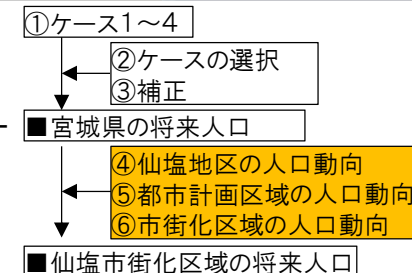 ①ケース1～4
②ケースの選択
③補正
■宮城県の将来人口
④仙塩地区の人口動向
⑤都市計画区域の人口動向
⑥市街化区域の人口動向
■仙塩市街化区域の将来人口